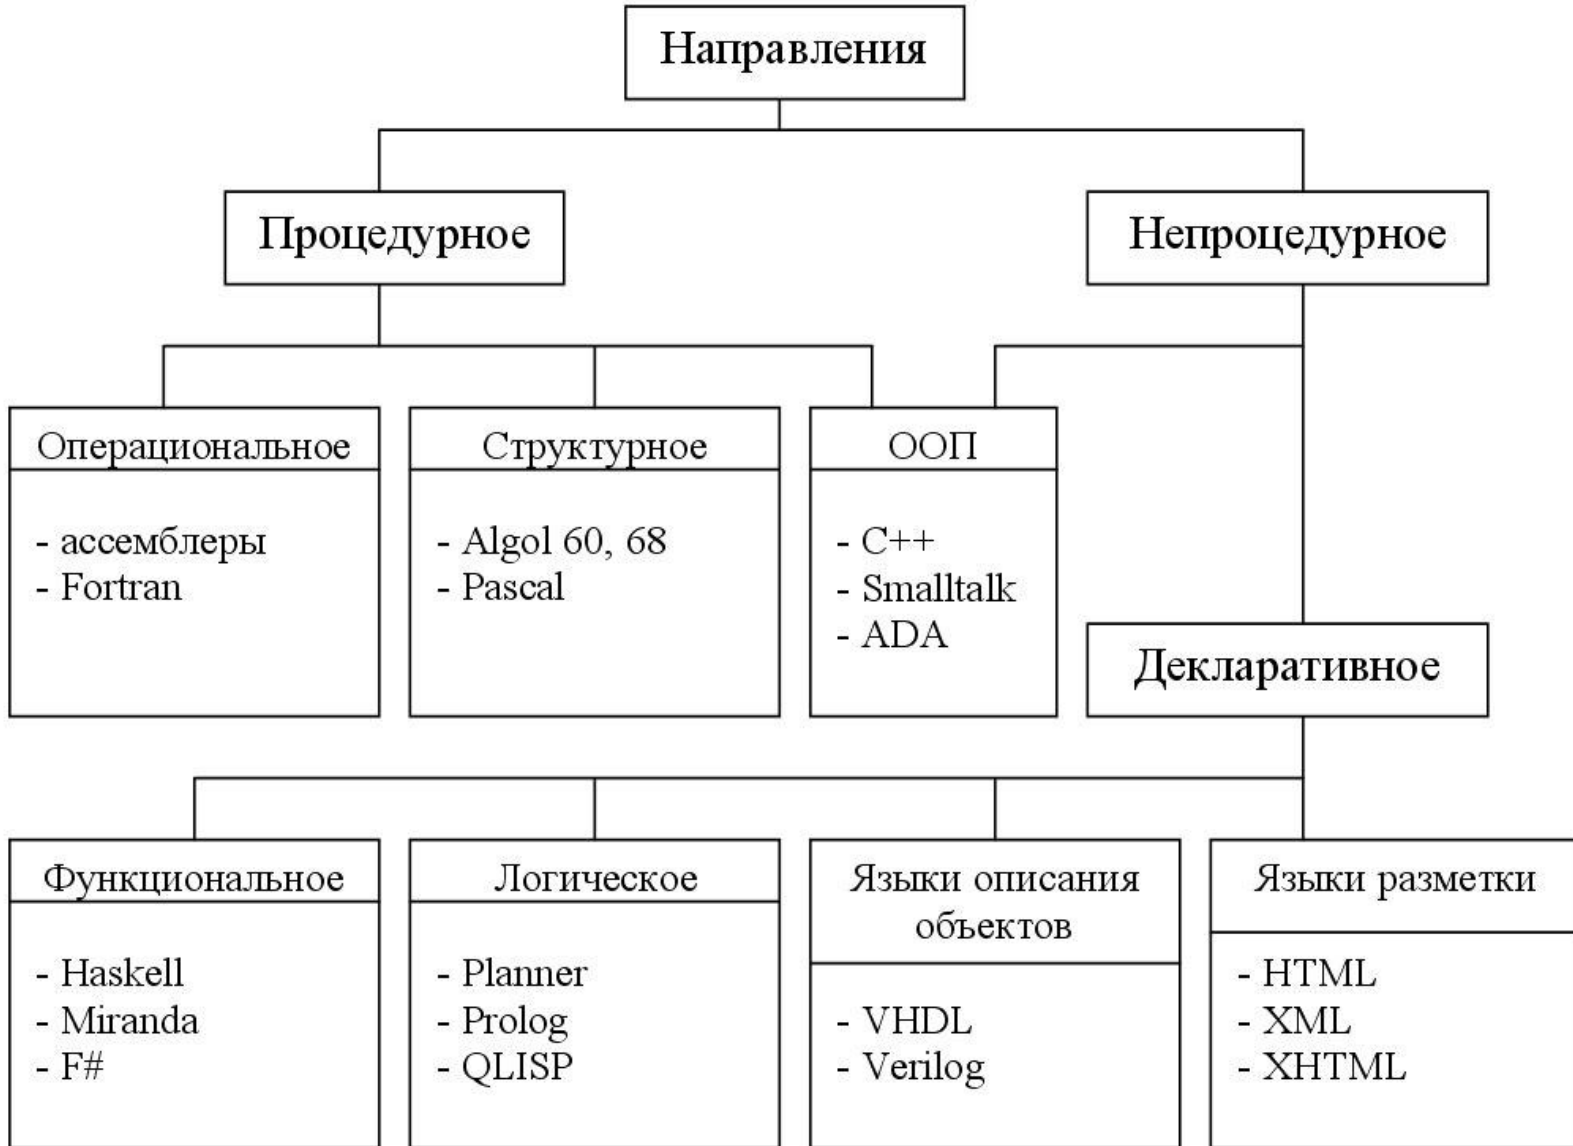 Направления
Процедурное
Непроцедурное
Операциональное
- ассемблеры
- Fortran
Структурное
- Algol 60, 68
- Pascal
ООП
- C++
- Smalltalk
- ADA
Декларативное
Функциональное
- Haskell
- Miranda
- F#
Логическое
- Planner
- Prolog
- QLISP
Языки описания
объектов
- VHDL
- Verilog
Языки разметки
- HTML
- XML
- XHTML